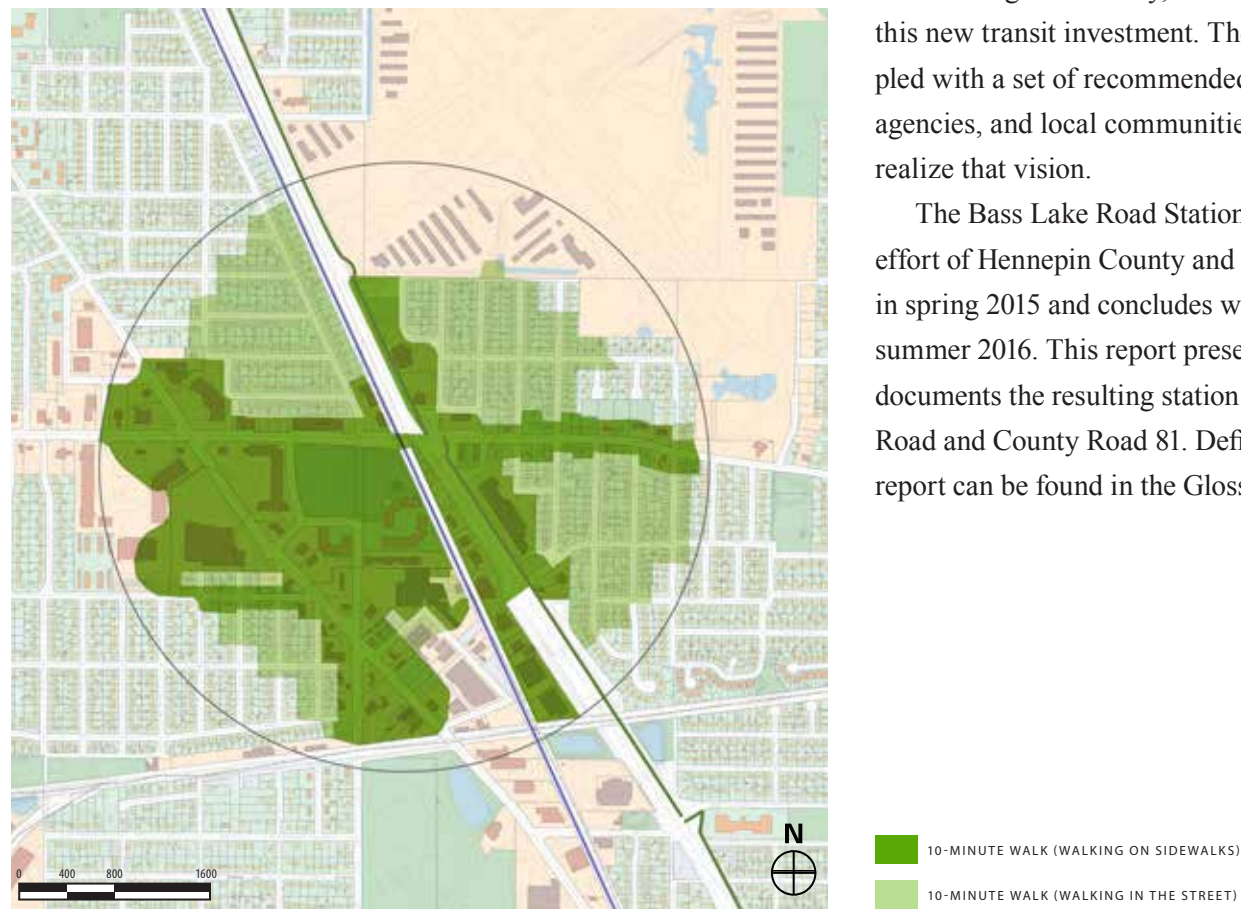 this new transit investment. The
pled with a set of recommended
agencies, and local communities
realize that vision.
The Bass Lake Road Station
effort of Hennepin County and
in spring 2015 and concludes w
summer 2016. This report prese
documents the resulting station
Road and County Road 81. Defi
report can be found in the Gloss
N
0 400 800 1600
10-MINUTE WALK (WALKING ON SIDEWALKS)
10-MINUTE WALK (WALKING IN THE STREET)